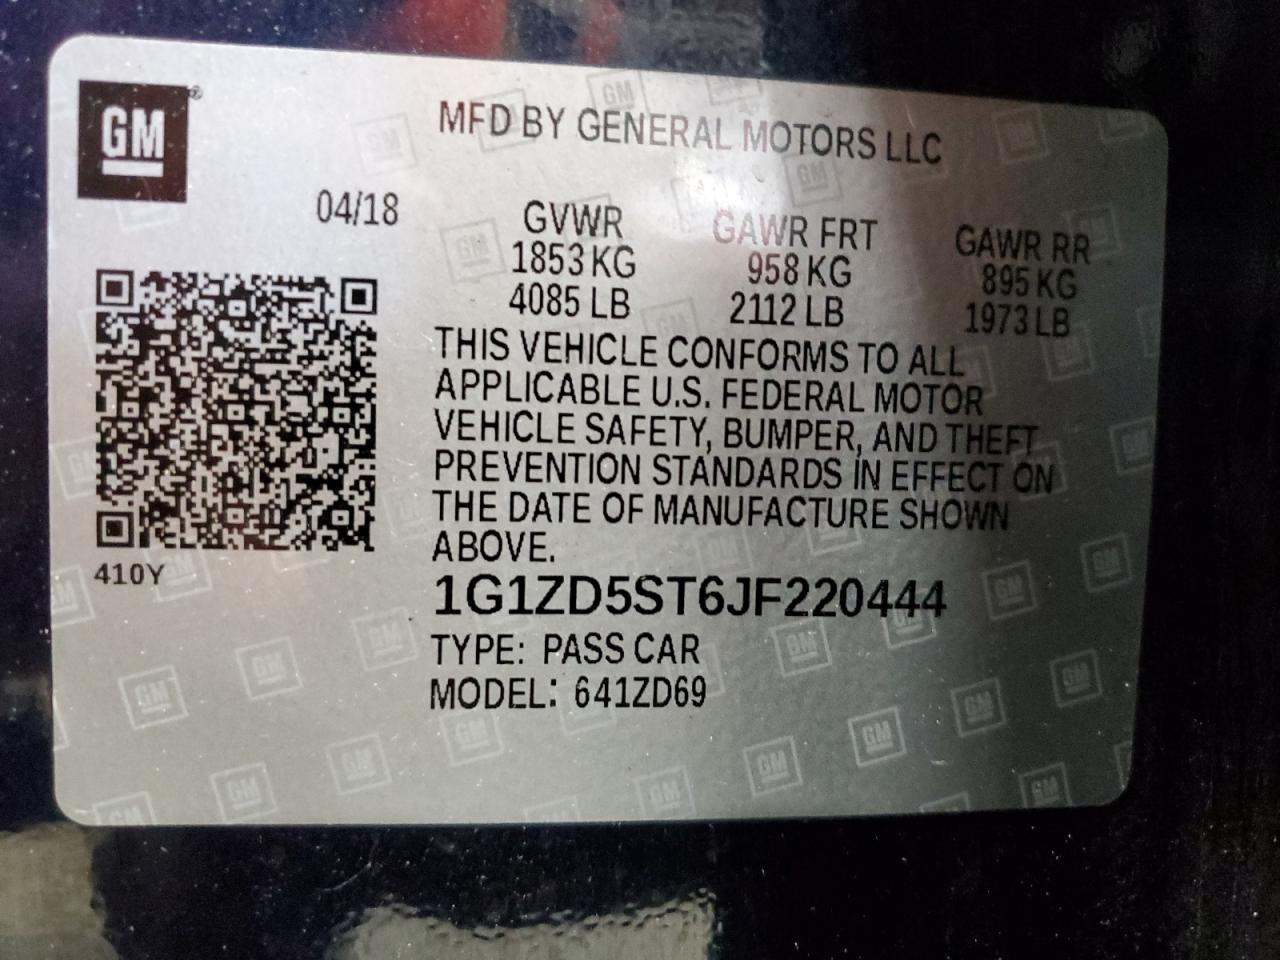 GM®
MFD BY GENERAL MOTORS LLC
04/18
GVWR GAWR FRT GAWR RR
1853 KG 958 KG 895 KG
4085 LB 2112 LB 1973 LB
THIS VEHICLE CONFORMS TO ALL
APPLICABLE U.S. FEDERAL MOTOR
VEHICLE SAFETY, BUMPER, AND THEFT
PREVENTION STANDARDS IN EFFECT ON
THE DATE OF MANUFACTURE SHOWN
ABOVE.
410Y
1G1ZD5ST6JF220444
TYPE: PASS CAR
MODEL: 641ZD69